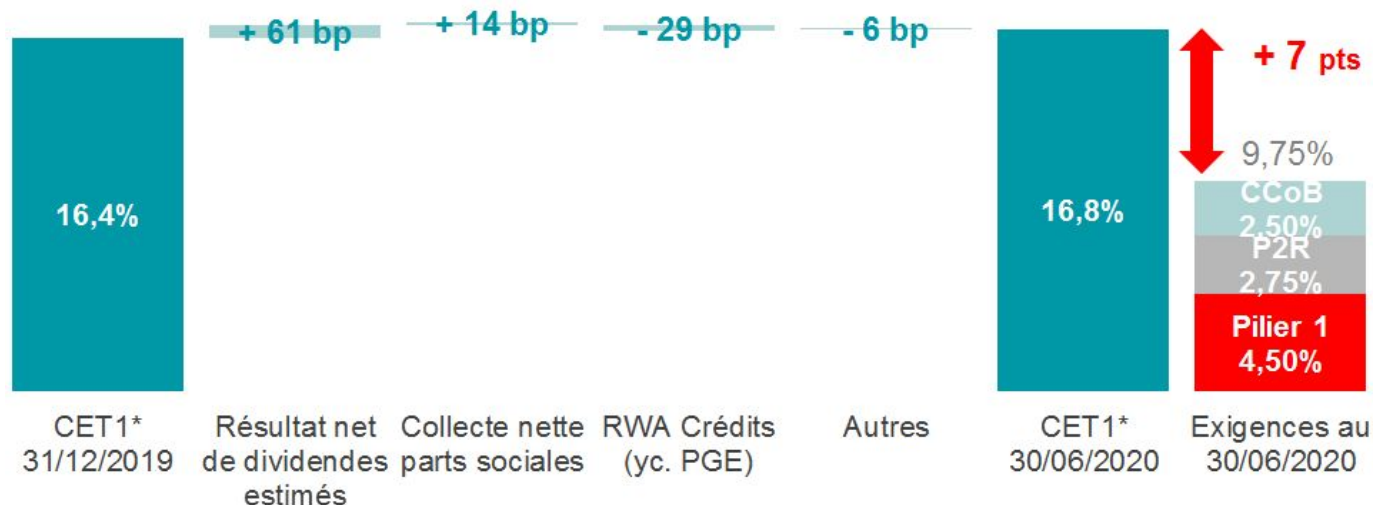 + 61 bp
+ 14 bp
- 29 bp
- 6 bp
+ 7 pts
9,75%
16,4%
16,8%
CCoB
2,50%
P2R
2,75%
Pilier 1
4,50%
CET1*
31/12/2019
Résultat net
de dividendes
estimés
Collecte nette
parts sociales
RWA Crédits
(yc. PGE)
Autres
CET1*
30/06/2020
Exigences au
30/06/2020